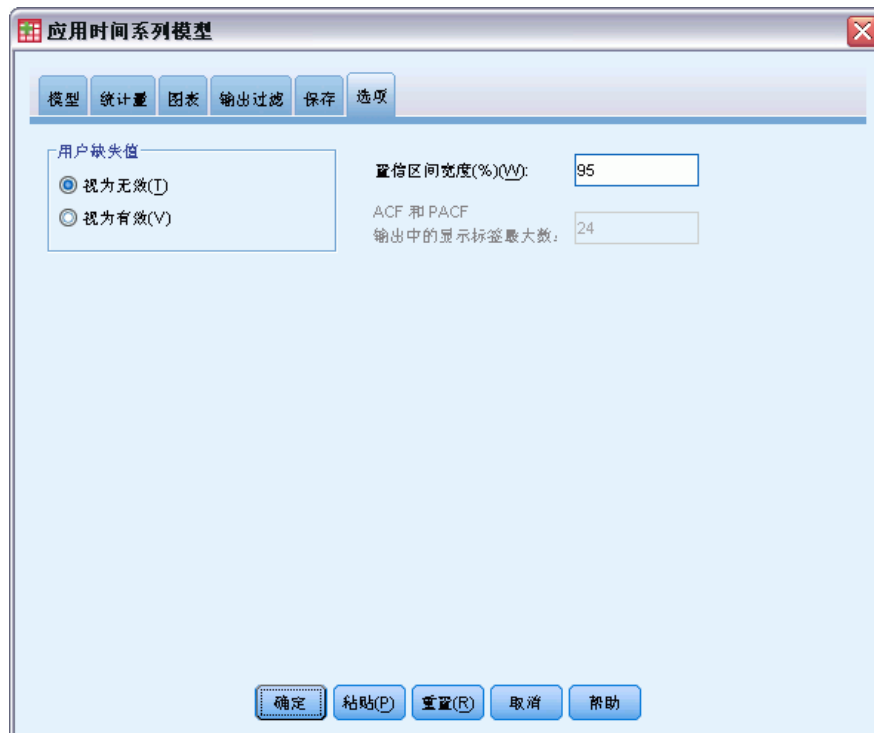 应用时间系列模型
模型 统计量 图表 输出过滤 保存 选项
用户缺失值
视为无效(T)
视为有效(V)
置信区间宽度(%)(W):
95
ACF 和 PACF
输出中的显示标签最大数:
24
确定 粘贴(P) 重置(R) 取消 帮助